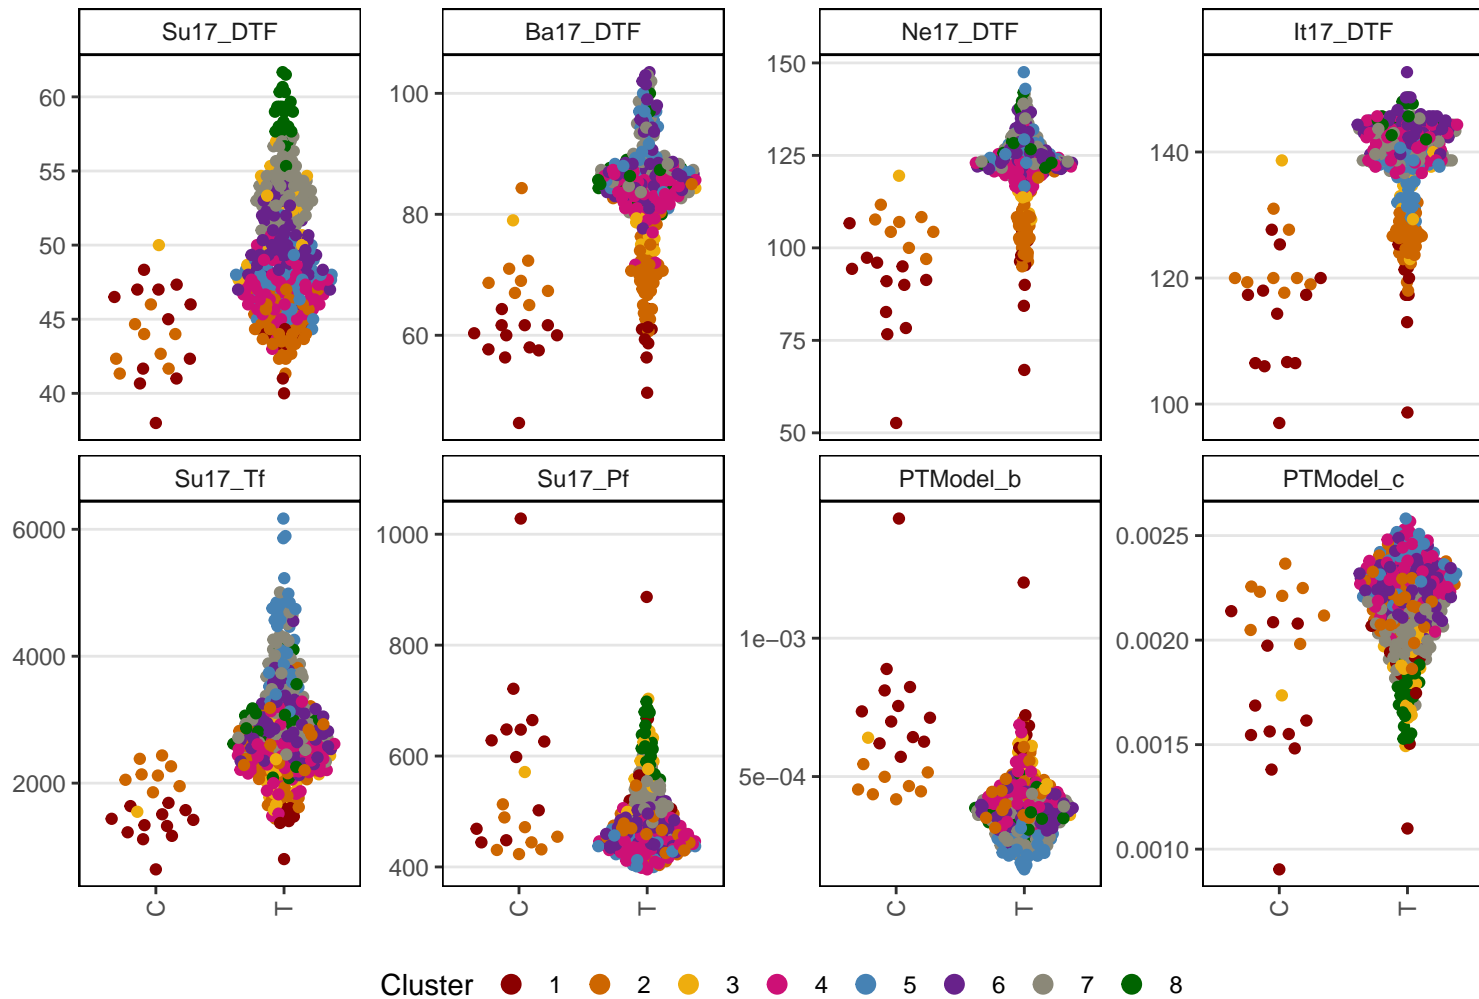 Su17_DTF
Ba17_DTF
Ne17_DTF
It17_DTF
60
55
50
45
40
100
80
60
150
125
100
75
50
140
120
100
Su17_Tf
Su17_Pf
PTModel_b
PTModel_c
6000
4000
2000
1000
800
600
400
1e−03
5e−04
0.0025
0.0020
0.0015
0.0010
C T
C T
C T
C T
Cluster 1 2 3 4 5 6 7 8